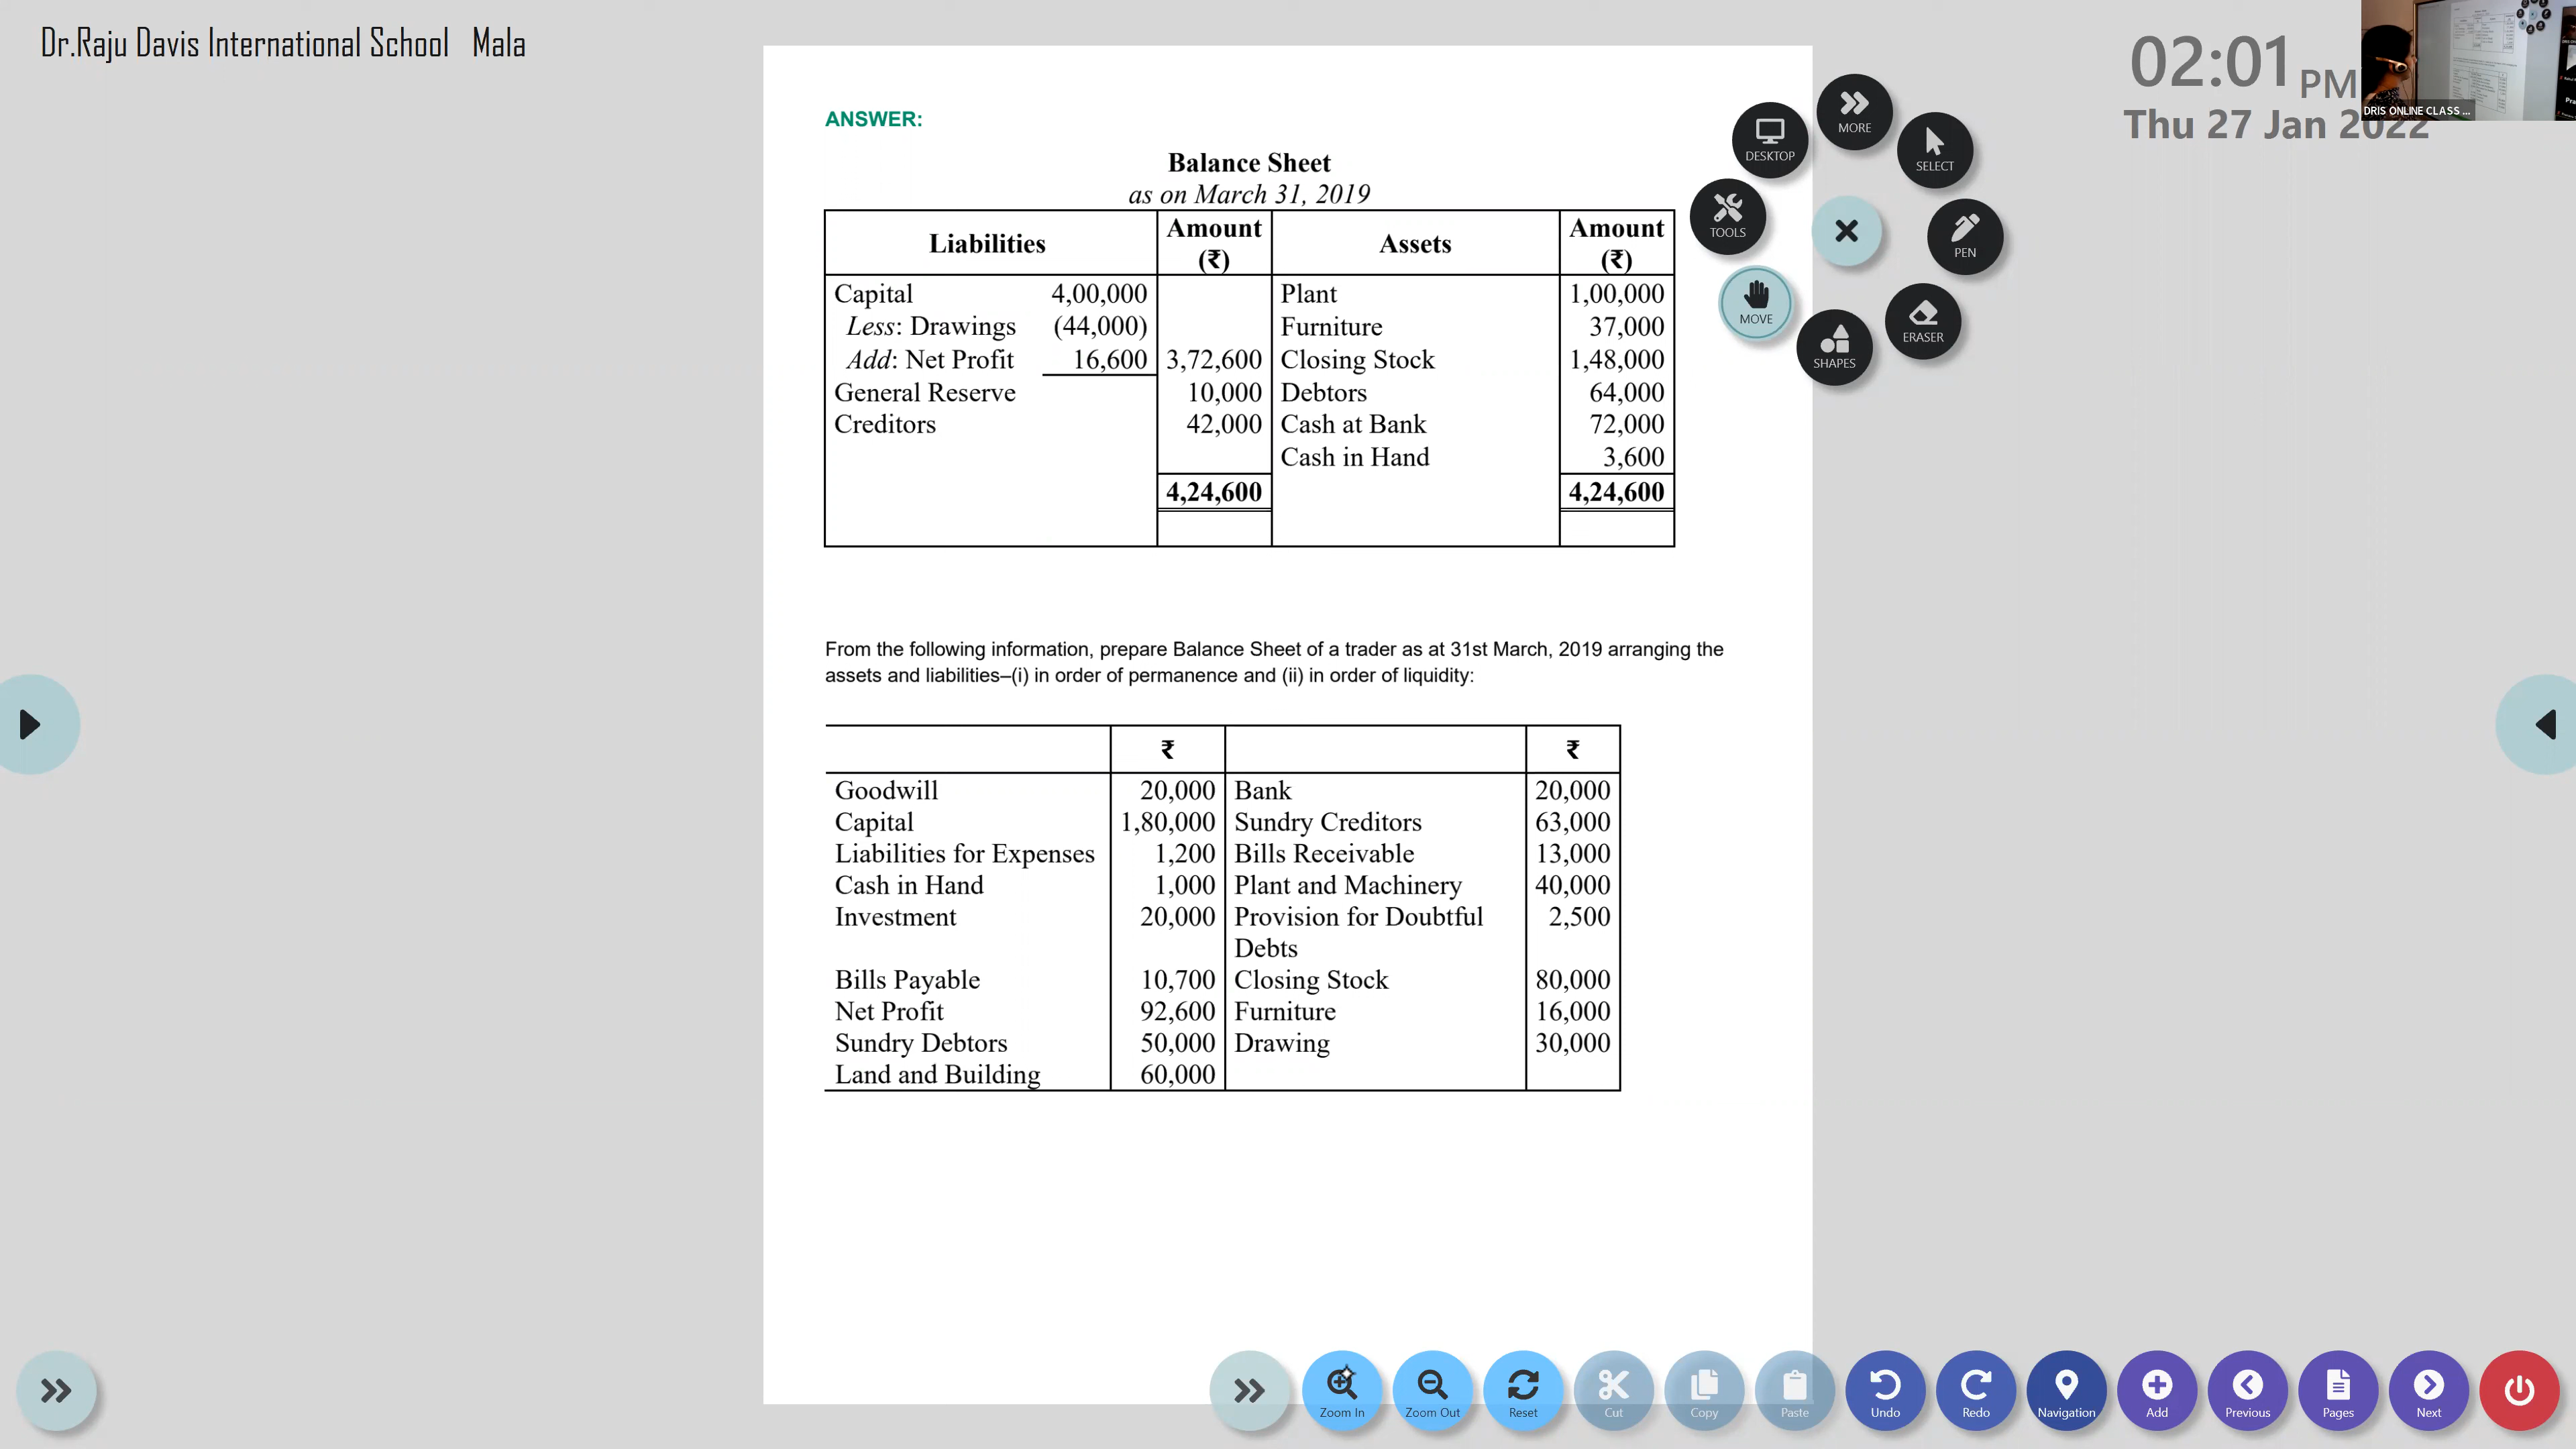 Dr.Raju Davis International School Mala
02:01 PM
Thu 27 Jan 2022
DRIS ONLINE CLASS ...
MORE
DESKTOP
SELECT
TOOLS
PEN
MOVE
ERASER
SHAPES
ANSWER:
Balance Sheet
as on March 31, 2019
Liabilities Amount (₹) Assets Amount (₹)
Capital 4,00,000 Plant 1,00,000
Less: Drawings (44,000) Furniture 37,000
Add: Net Profit 16,600 3,72,600 Closing Stock 1,48,000
General Reserve 10,000 Debtors 64,000
Creditors 42,000 Cash at Bank 72,000
Cash in Hand 3,600
4,24,600 4,24,600
From the following information, prepare Balance Sheet of a trader as at 31st March, 2019 arranging the
assets and liabilities–(i) in order of permanence and (ii) in order of liquidity:
₹ ₹
Goodwill 20,000 Bank 20,000
Capital 1,80,000 Sundry Creditors 63,000
Liabilities for Expenses 1,200 Bills Receivable 13,000
Cash in Hand 1,000 Plant and Machinery 40,000
Investment 20,000 Provision for Doubtful 2,500
Debts
Bills Payable 10,700 Closing Stock 80,000
Net Profit 92,600 Furniture 16,000
Sundry Debtors 50,000 Drawing 30,000
Land and Building 60,000
Zoom In Zoom Out Reset Cut Copy Paste Undo Redo Navigation Add Previous Pages Next